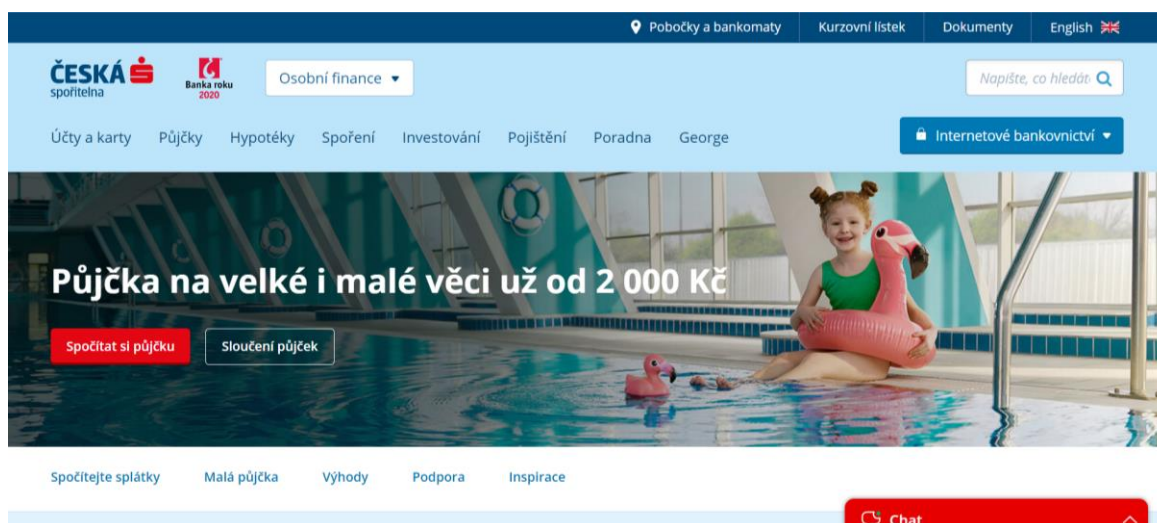 Pobočky a bankomaty Kurzovní lístek Dokumenty English
ČESKÁ
spořitelna
Banka roku
2020
Osobní finance
Napište, co hledát
Účty a karty Půjčky Hypotéky Spoření Investování Pojištění Poradna George
Internetové bankovnictví
Půjčka na velké i malé věci už od 2 000 Kč
Spočítat si půjčku Sloučení půjček
Spočítejte splátky Malá půjčka Výhody Podpora Inspirace
Chat